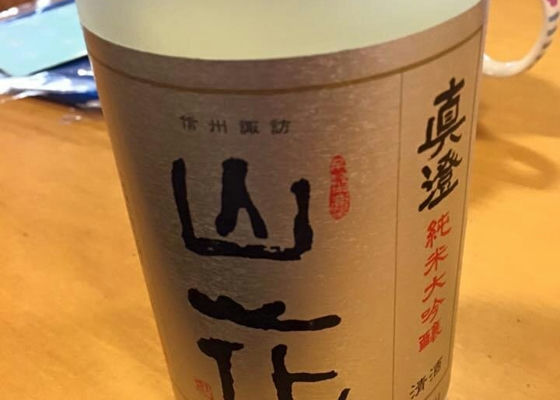 信州諏訪
山花
真澄
純米大吟醸
清酒